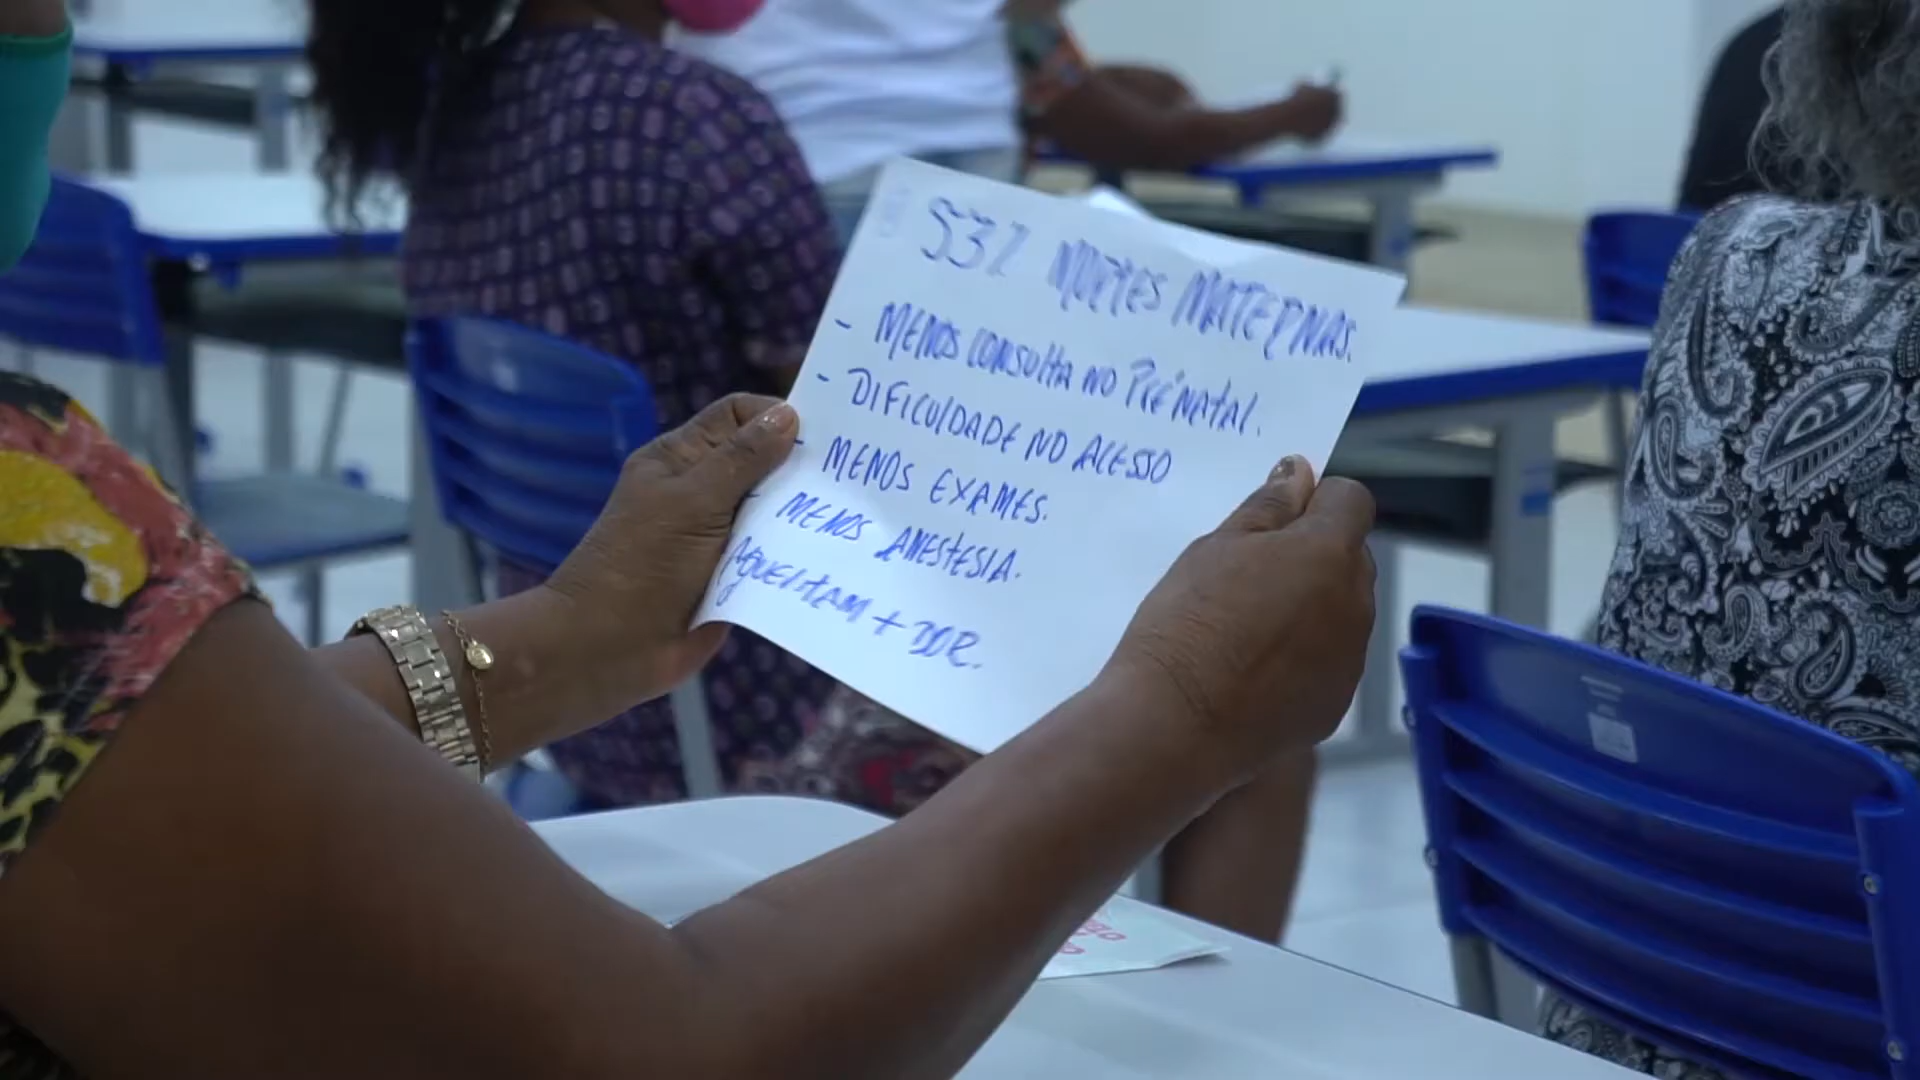 53% MORTES MATERNAS.
- MENOS CONSULTA NO PRÉ NATAL.
- DIFICULDADE NO ACESSO
- MENOS EXAMES.
- MENOS ANESTESIA.
AGUENTAM + DOR.